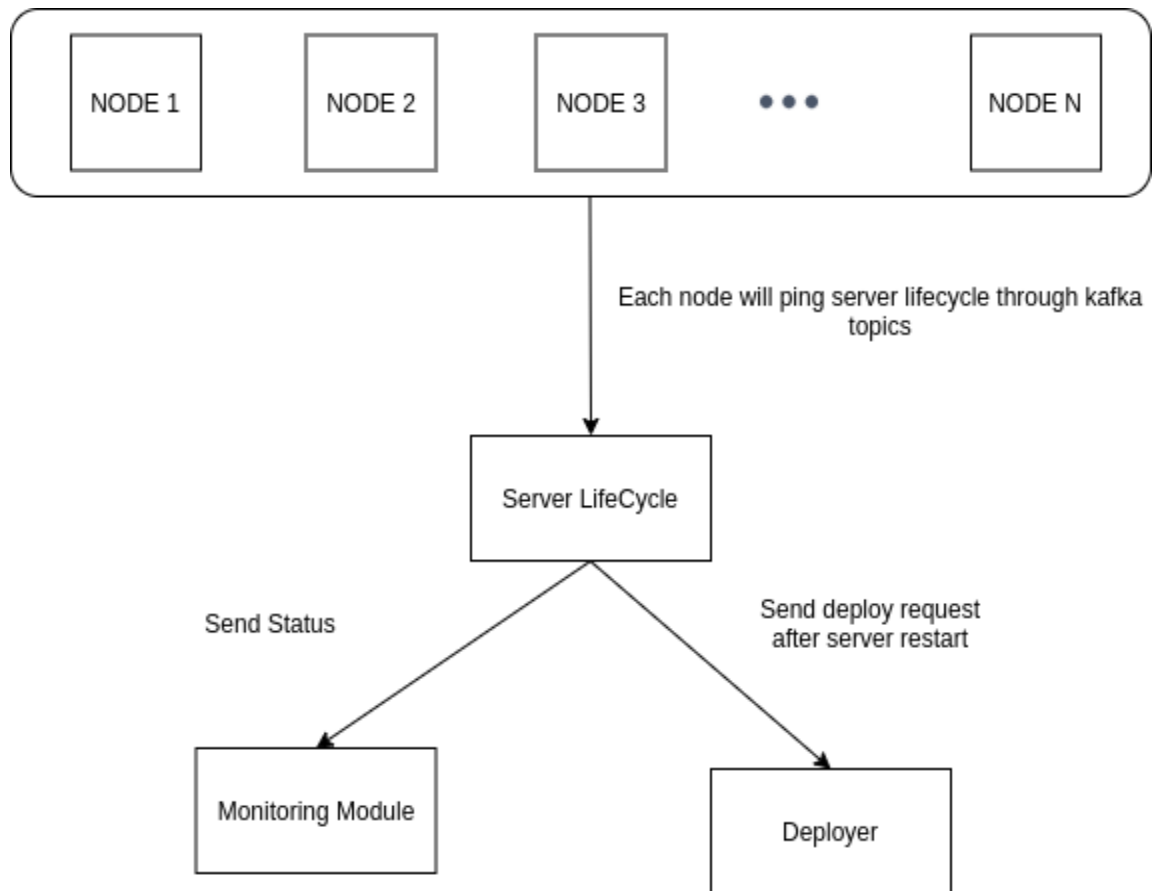 NODE 1
NODE 2
NODE 3
NODE N
Each node will ping server lifecycle through kafka
topics
Server LifeCycle
Send Status
Send deploy request
after server restart
Monitoring Module
Deployer